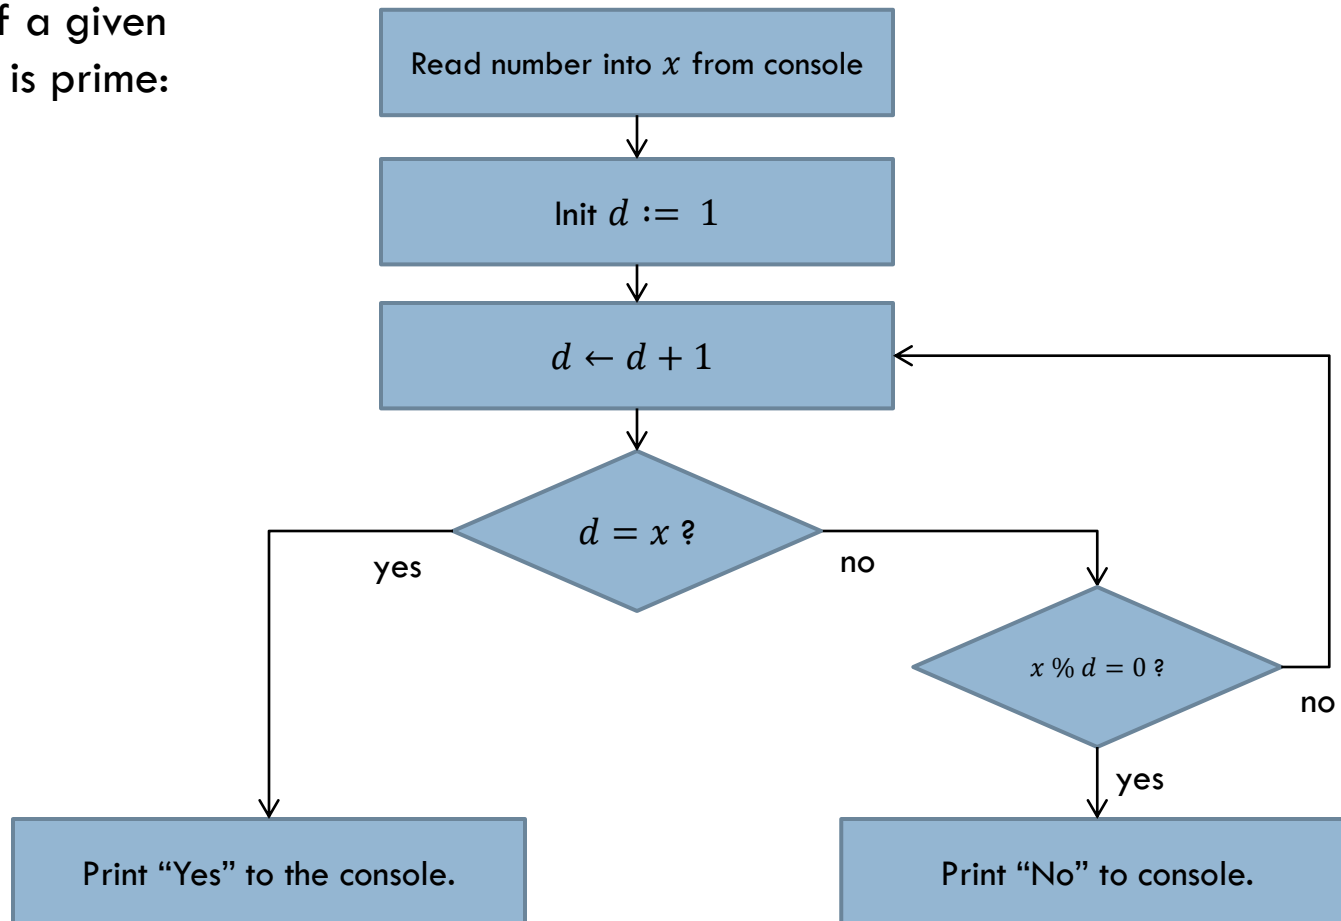 f a given
is prime:
Read number into x from console
Init d := 1
d ← d + 1
d = x ?
yes
no
x % d = 0 ?
no
yes
Print “Yes” to the console.
Print “No” to console.